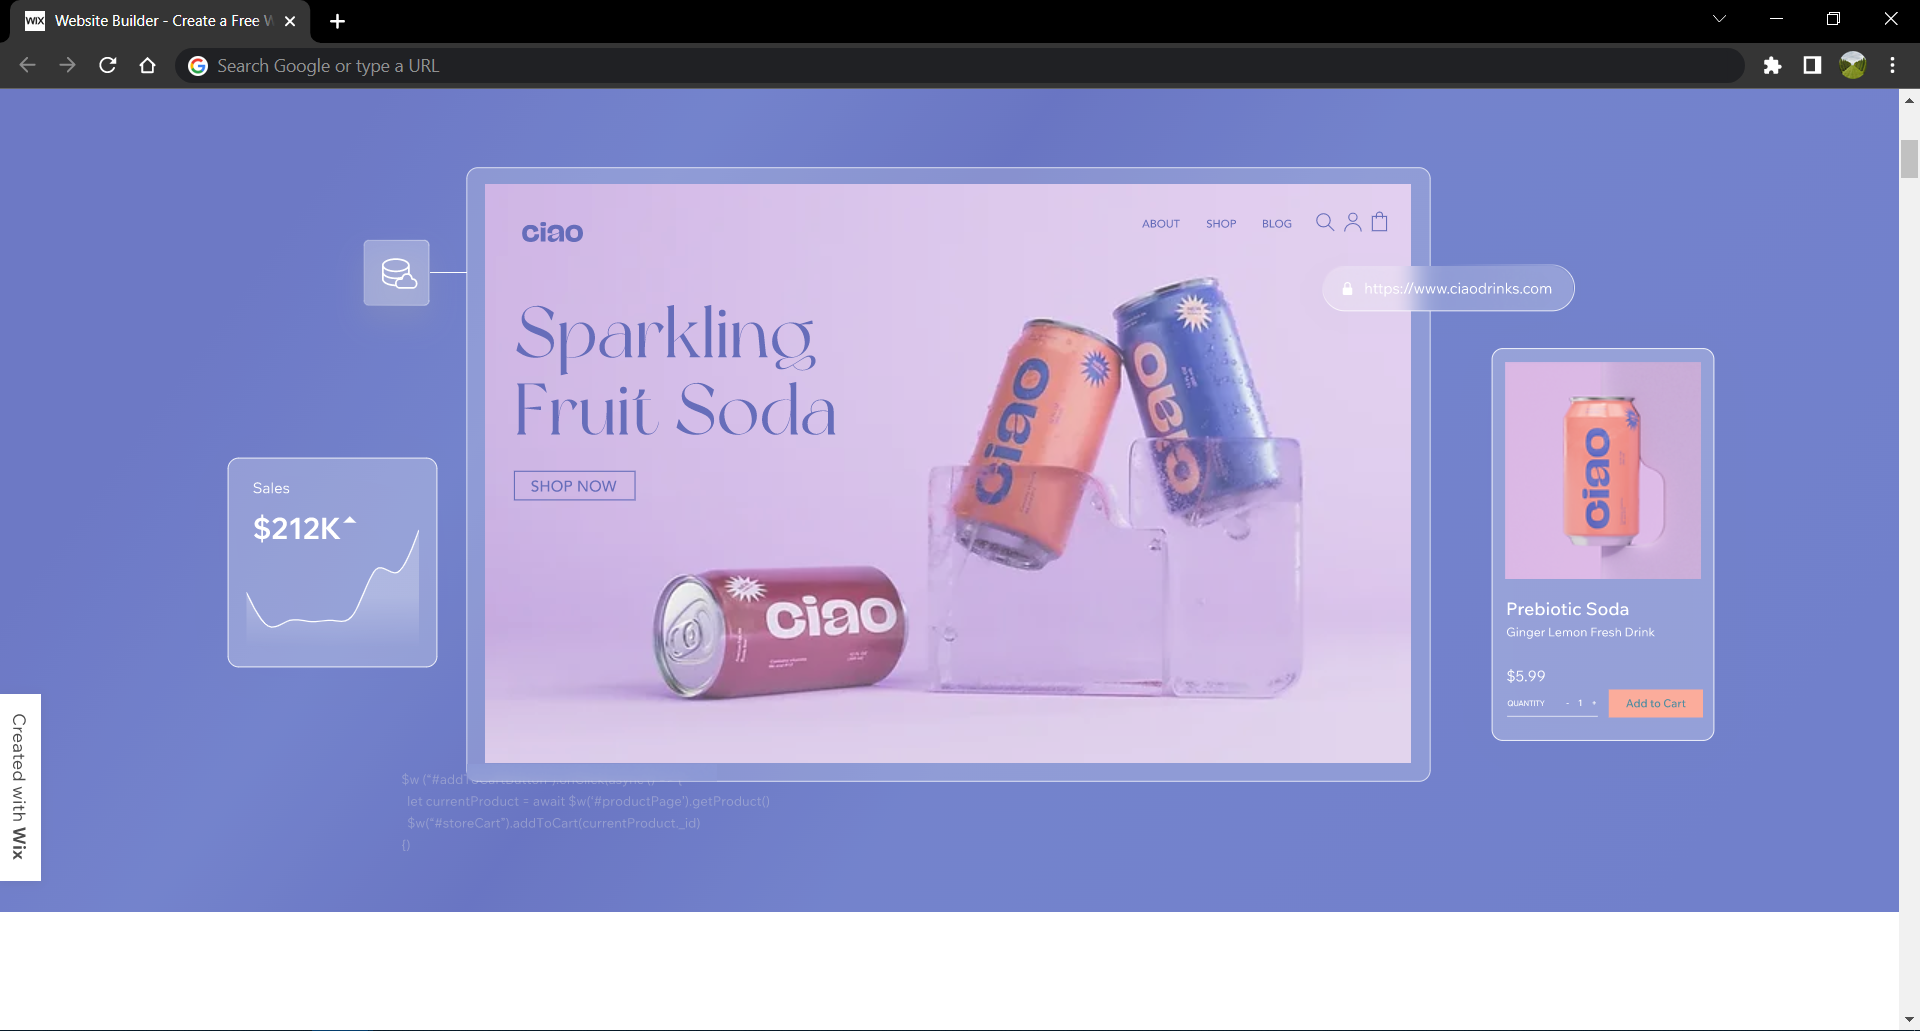 WIX Website Builder - Create a Free W
Search Google or type a URL
ciao
ABOUT SHOP BLOG
https://www.ciaodrinks.com
Sparkling
Fruit Soda
SHOP NOW
ciao
ciao
ciao
ciao
Sales
$212K
Prebiotic Soda
Ginger Lemon Fresh Drink
$5.99
QUANTITY - 1 + Add to Cart
Created with Wix
let currentProduct = await $w('#productPage').getProduct()
$w("#storeCart").addToCart(currentProduct._id)
{}